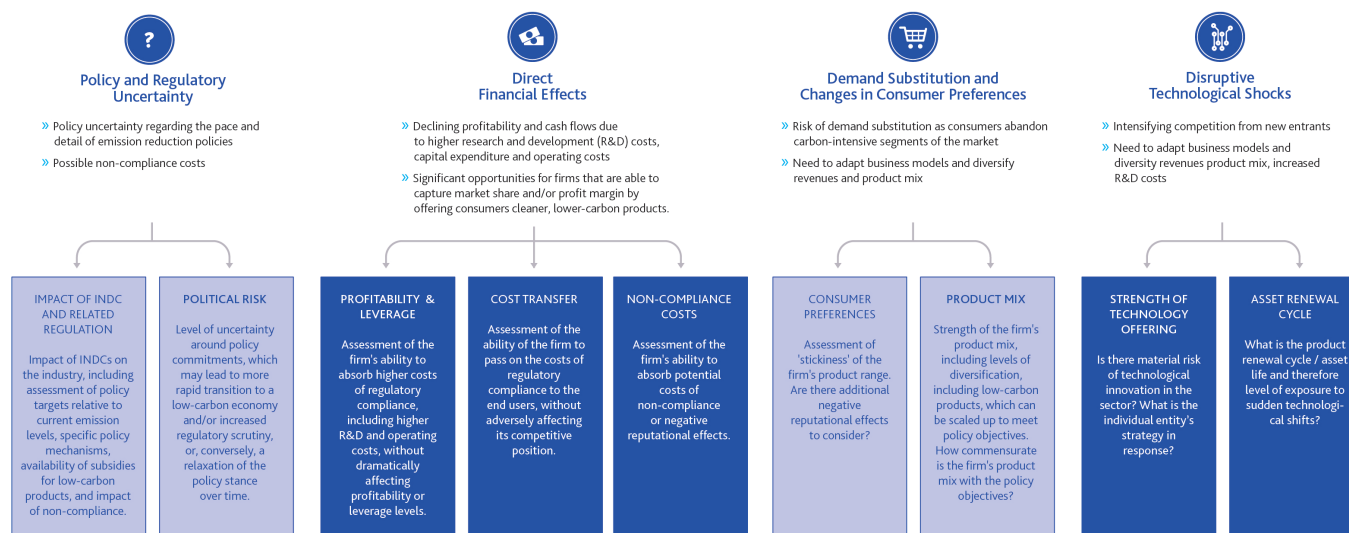 ?
Policy and Regulatory
Uncertainty
» Policy uncertainty regarding the pace and
detail of emission reduction policies
» Possible non-compliance costs
Direct
Financial Effects
» Declining profitability and cash flows due
to higher research and development (R&D) costs,
capital expenditure and operating costs
» Significant opportunities for firms that are able to
capture market share and/or profit margin by
offering consumers cleaner, lower-carbon products.
Demand Substitution and
Changes in Consumer Preferences
» Risk of demand substitution as consumers abandon
carbon-intensive segments of the market
» Need to adapt business models and diversify
revenues and product mix
Disruptive
Technological Shocks
» Intensifying competition from new entrants
» Need to adapt business models and
diversity revenues product mix, increased
R&D costs
IMPACT OF INDC
AND RELATED
REGULATION
Impact of INDCs on
the industry, including
assessment of policy
targets relative to
current emission
levels, specific policy
mechanisms,
availability of subsidies
for low-carbon
products, and impact
of non-compliance.
POLITICAL RISK
Level of uncertainty
around policy
commitments, which
may lead to more
rapid transition to a
low-carbon economy
and/or increased
regulatory scrutiny,
or, conversely, a
relaxation of the
policy stance
over time.
PROFITABILITY &
LEVERAGE
Assessment of the
firm's ability to
absorb higher costs
of regulatory
compliance,
including higher
R&D and operating
costs, without
dramatically
affecting
profitability or
leverage levels.
COST TRANSFER
Assessment of the
ability of the firm to
pass on the costs of
regulatory
compliance to the
end users, without
adversely affecting
its competitive
position.
NON-COMPLIANCE
COSTS
Assessment of the
firm's ability to
absorb potential
costs of
non-compliance
or negative
reputational effects.
CONSUMER
PREFERENCES
Assessment of
'stickiness' of the
firm's product range.
Are there additional
negative
reputational effects
to consider?
PRODUCT MIX
Strength of the firm's
product mix,
including levels of
diversification,
including low-carbon
products, which can
be scaled up to meet
policy objectives.
How commensurate
is the firm's product
mix with the policy
objectives?
STRENGTH OF
TECHNOLOGY
OFFERING
Is there material risk
of technological
innovation in the
sector? What is the
individual entity's
strategy in
response?
ASSET RENEWAL
CYCLE
What is the product
renewal cycle / asset
life and therefore
level of exposure to
sudden technologi-
cal shifts?